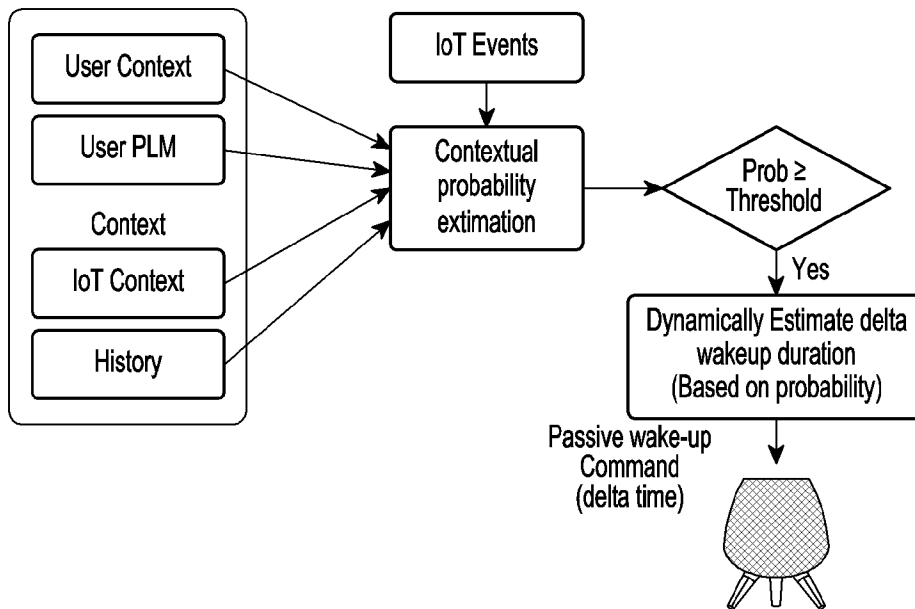 User Context
User PLM
Context
IoT Context
History
IoT Events
Contextual
probability
extimation
Prob ≥
Threshold
Yes
Dynamically Estimate delta
wakeup duration
(Based on probability)
Passive wake-up
Command
(delta time)